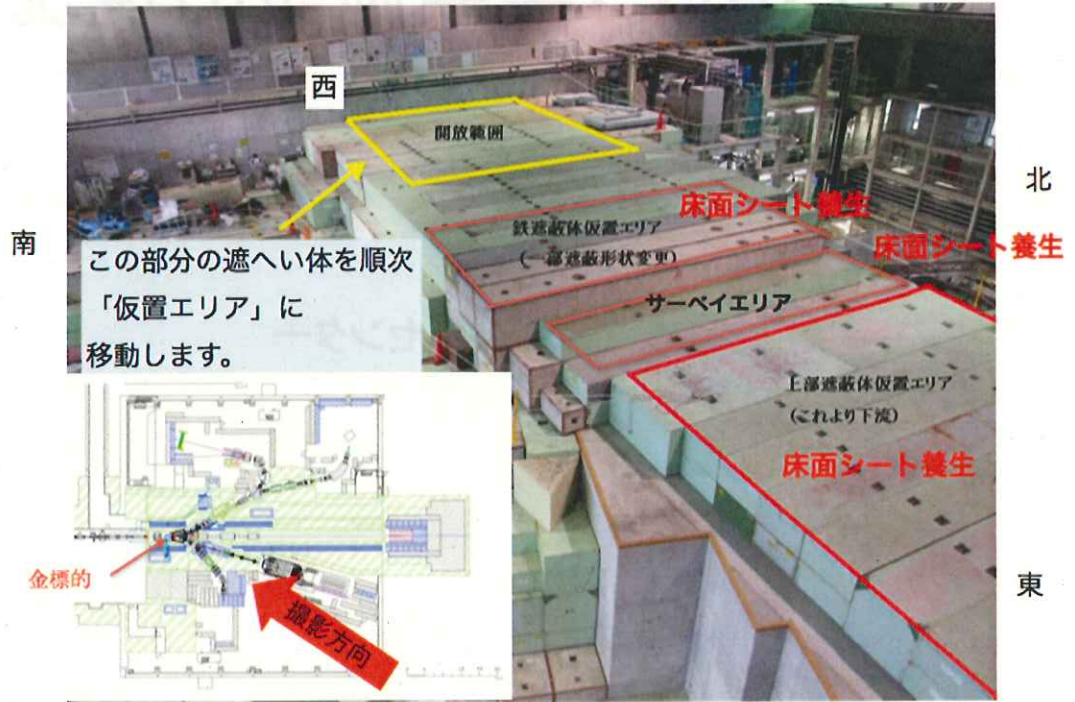 西
開放範囲
北
床面シート養生
南
鉄遮蔽体仮置エリア
(一部遮蔽形状変更)
床面シート養生
この部分の遮へい体を順次
「仮置エリア」に
移動します。
サーベイエリア
上部遮蔽体仮置エリア
(これより下流)
床面シート養生
金標的
撮影方向
東